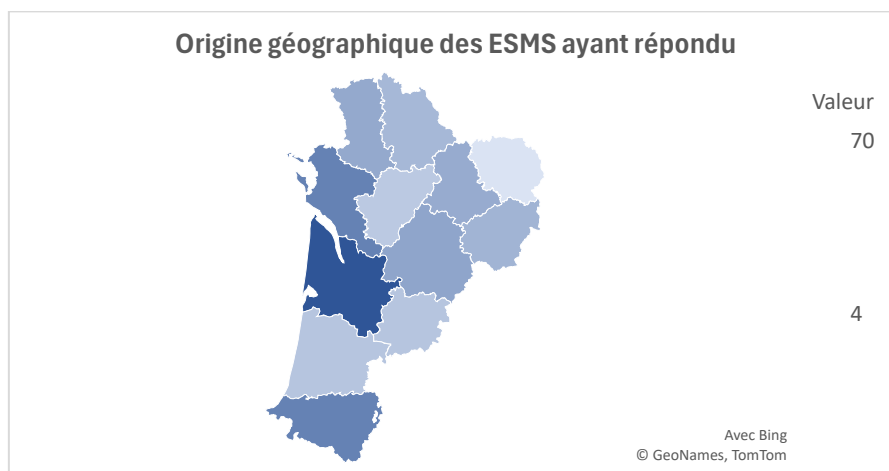 Origine géographique des ESMS ayant répondu
Valeur
70
4
Avec Bing
© GeoNames, TomTom